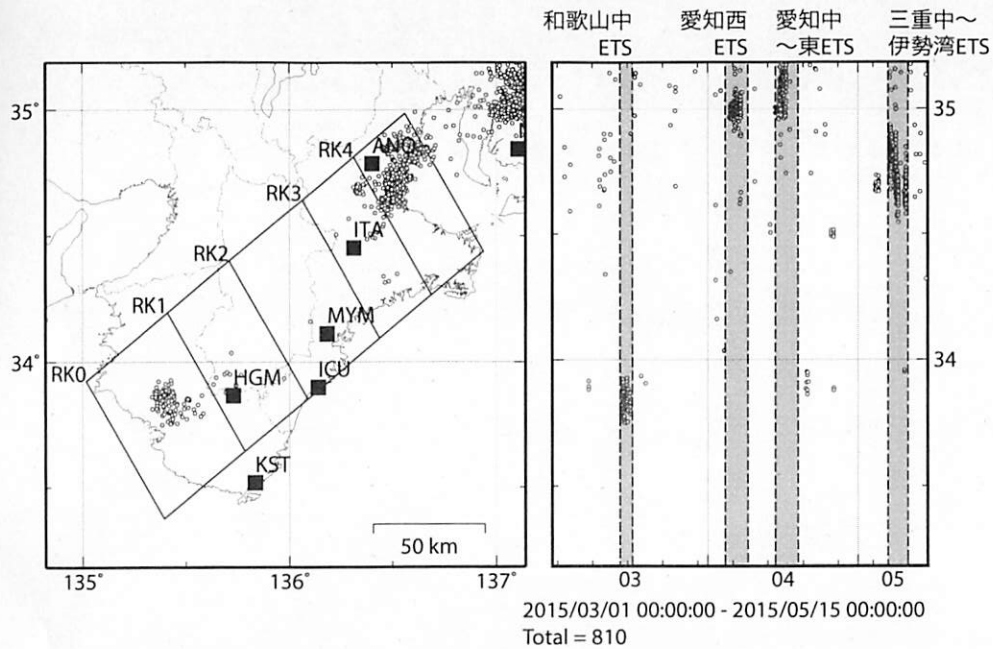 和歌山中
ETS
愛知西
ETS
愛知中
～東ETS
三重中～
伊勢湾ETS
35°
34°
135°
136°
137°
RK4
ANO
RK3
ITA
RK2
MYM
RK1
ICU
RK0
HGM
KST
50 km
35
34
03
04
05
2015/03/01 00:00:00 - 2015/05/15 00:00:00
Total = 810